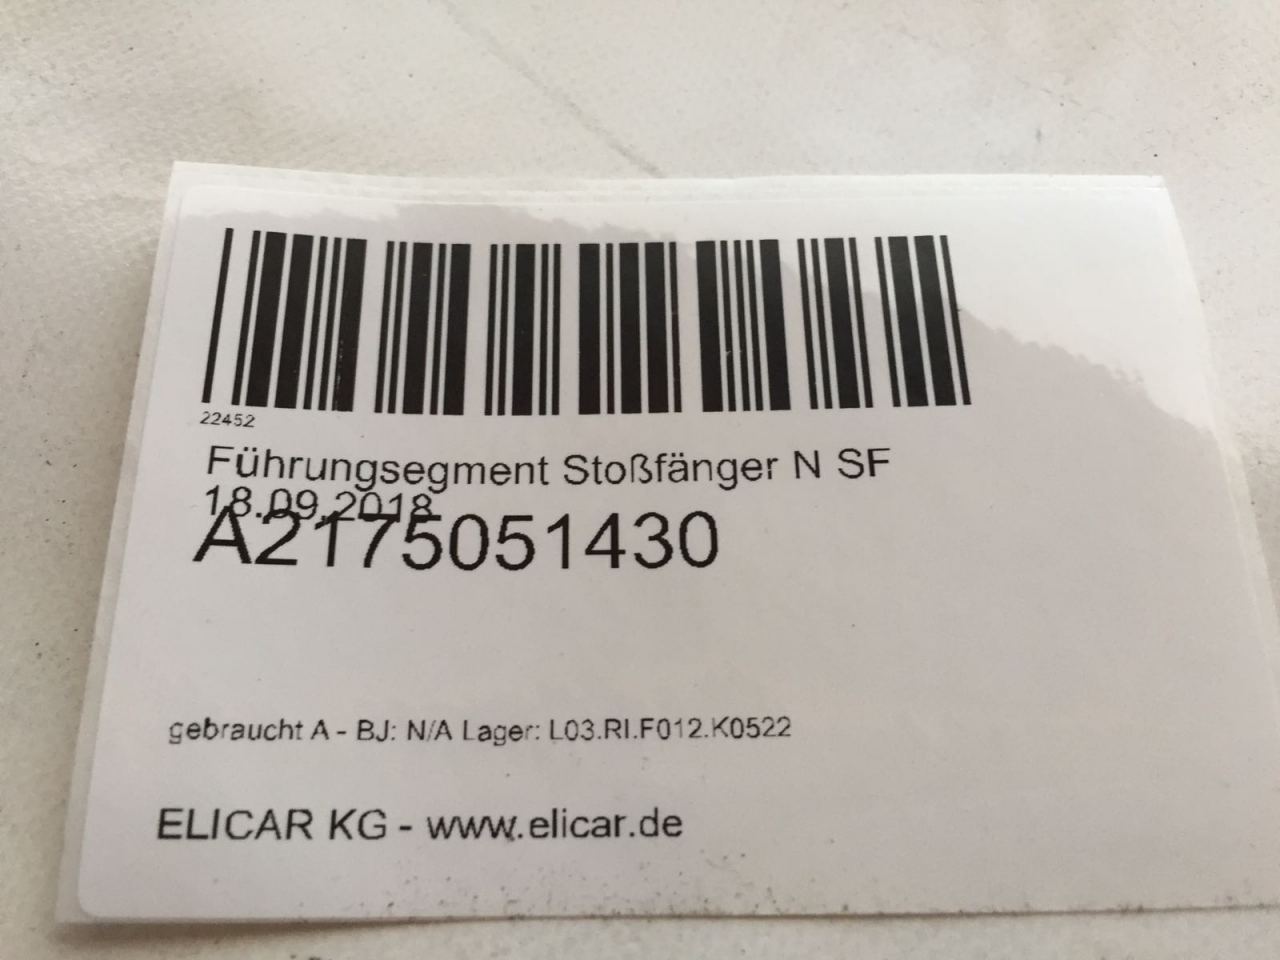 22452
Führungsegment Stoßfänger N SF
18.09.2018
A2175051430
gebraucht A - BJ: N/A Lager: L03.RI.F012.K0522
ELICAR KG - www.elicar.de